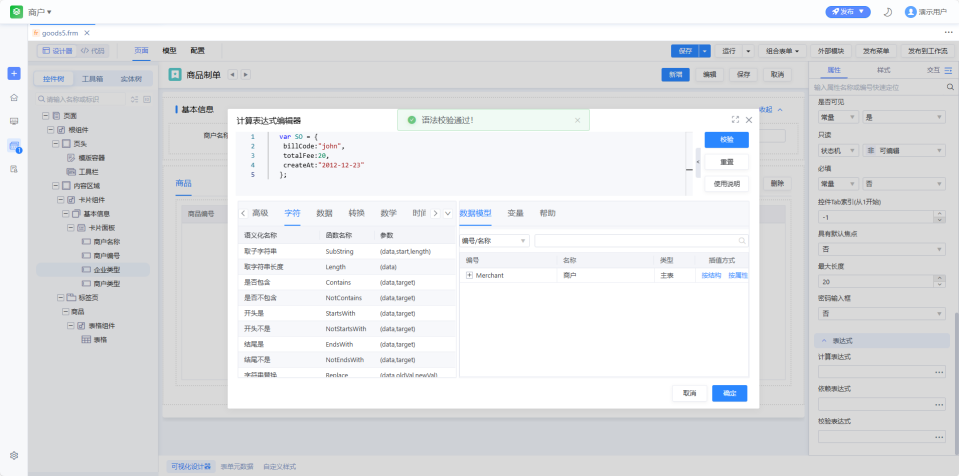 商户
发布
演示用户
goods5.frm
设计器 代码
页面 模型 配置
保存 运行 组合表单 外部模块 发布菜单 发布到工作流
控件树 工具箱 实体树
商品制单
新增 编辑 保存 取消
属性 样式 交互
请输入名称或标识
输入属性名称或编号快速定位
页面
根组件
页头
模版容器
工具栏
内容区域
卡片组件
基本信息
卡片面板
商户名称
商户编号
企业类型
商户类型
标签页
商品
表格组件
表格
基本信息
收起
商户名称
商品
删除
商品编号
计算表达式编辑器
语法校验通过!
1 var SO = {
2 billCode:"john",
3 totalFee:20,
4 createAt:"2012-12-23"
5 };
校验
重置
使用说明
高级 字符 数据 转换 数学 时间
语义化名称 函数名称 参数
取子字符串 SubString (data,start,length)
取字符串长度 Length (data)
是否包含 Contains (data,target)
是否不包含 NotContains (data,target)
开头是 StartsWith (data,target)
开头不是 NotStartsWith (data,target)
结尾是 EndsWith (data,target)
结尾不是 NotEndsWith (data,target)
字符串替换 Replace (data,oldVal,newVal)
数据模型 变量 帮助
编号/名称
编号 名称 类型 插值方式
Merchant 商户 主表 按结构 按属性
取消 确定
是否可见
常量 是
只读
状态机 可编辑
必填
常量 否
控件Tab索引(从1开始)
-1
具有默认焦点
否
最大长度
20
密码输入框
否
表达式
计算表达式
依赖表达式
校验表达式
可视化设计器 表单元数据 自定义样式